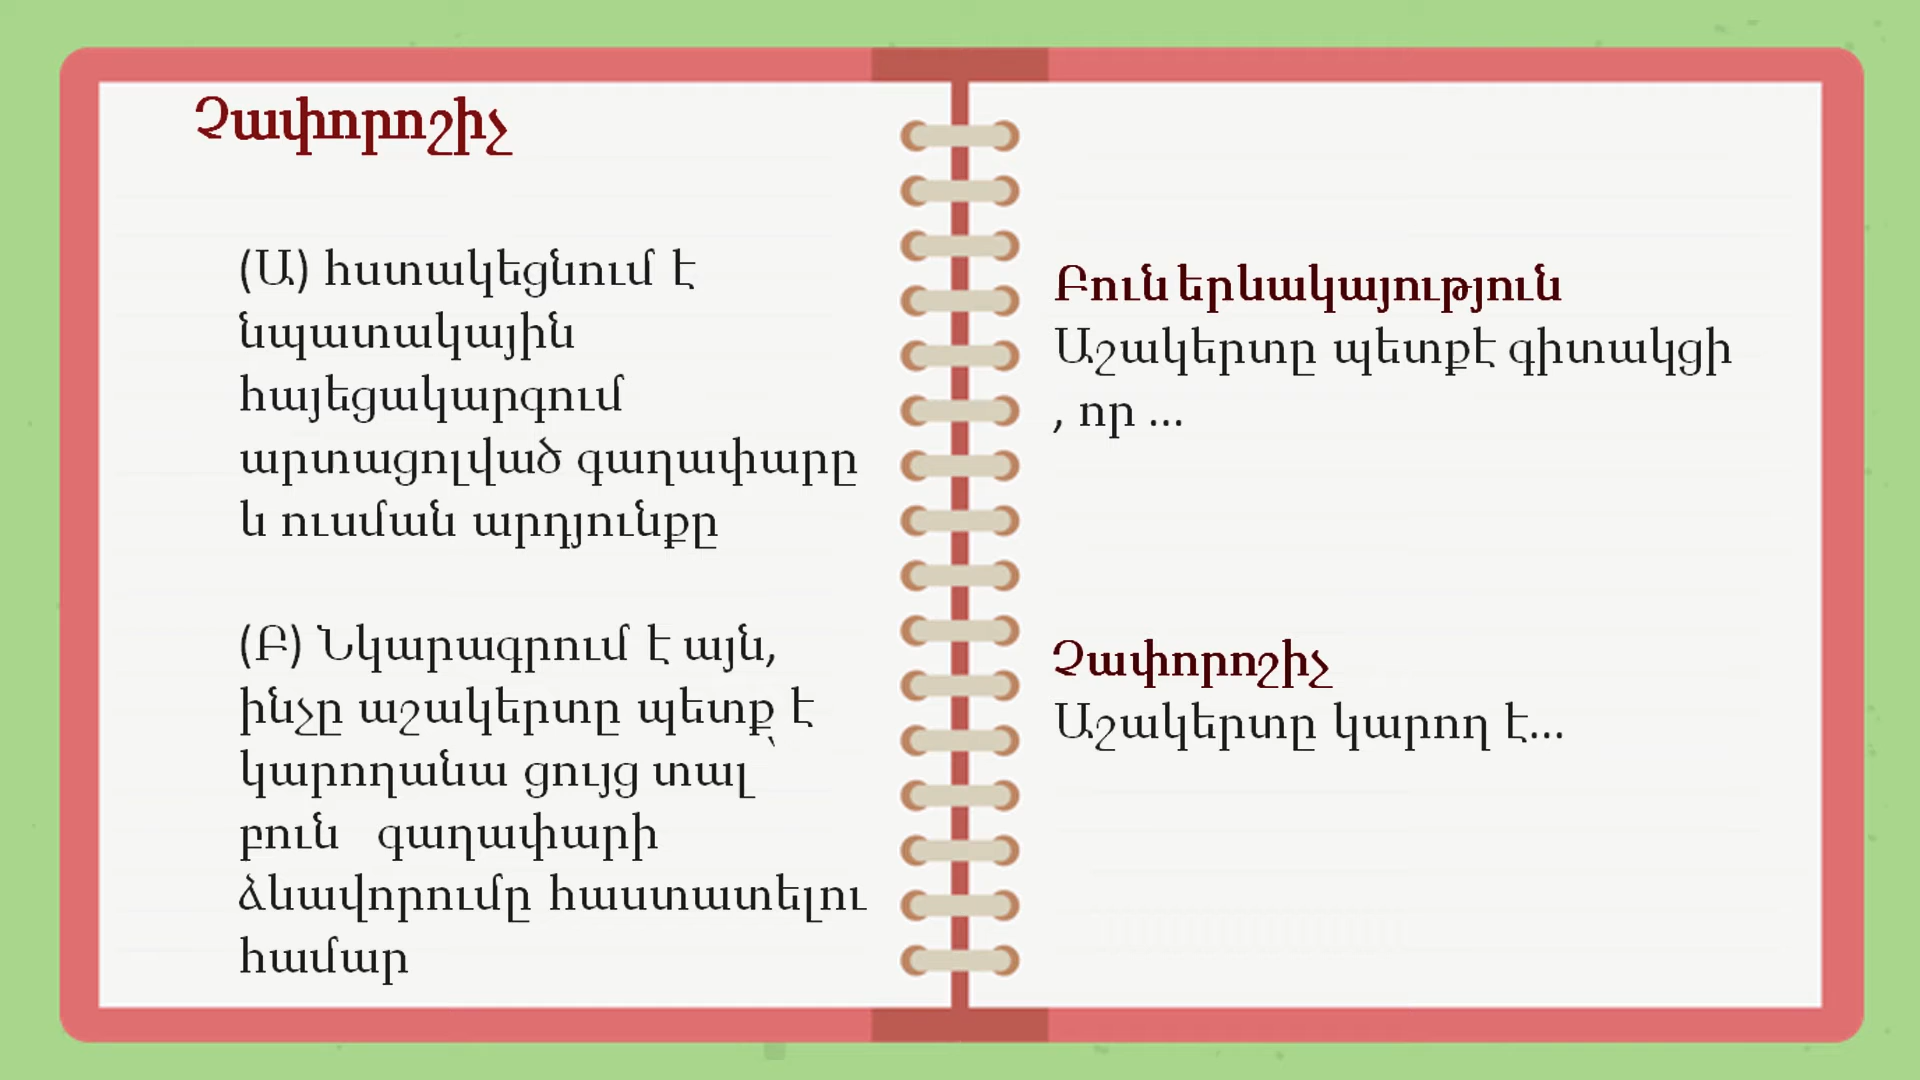 Չափորոշիչ
(Ա) հստակեցնում է
նպատակային
հայեցակարգում
արտացոլված գաղափարը
և ուսման արդյունքը
(Բ) Նկարագրում է այն,
ինչը աշակերտը պետք է
կարողանա ցույց տալ՝
բուն գաղափարի
ձևավորումը հաստատելու
համար
Բուն երևակայություն
Աշակերտը պետքէ գիտակցի
, որ ...
Չափորոշիչ
Աշակերտը կարող է...